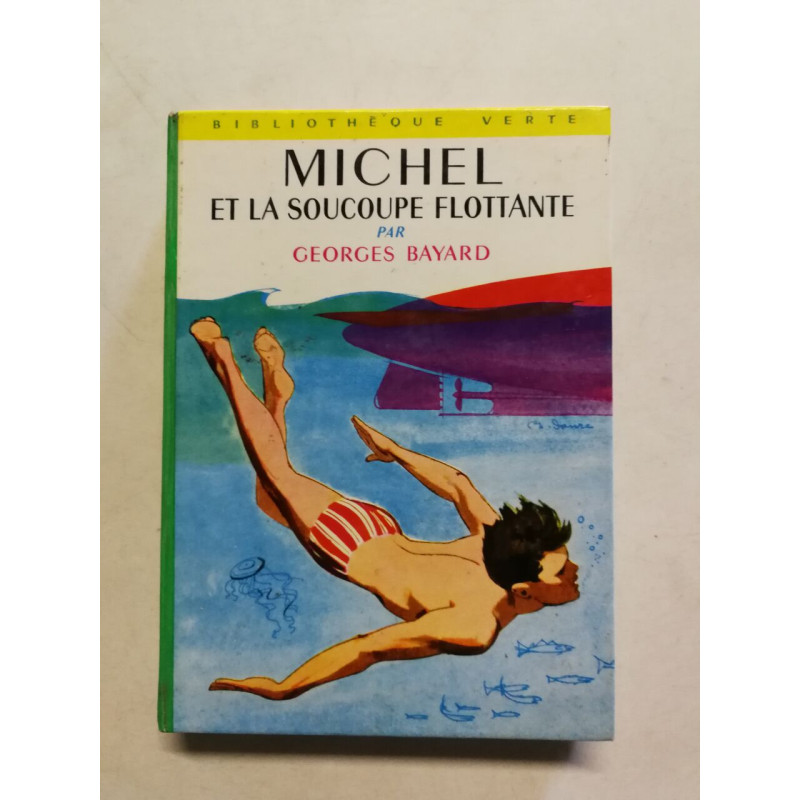 BIBLIOTHÈQUE VERTE
MICHEL
ET LA SOUCOUPE FLOTTANTE
PAR
GEORGES BAYARD